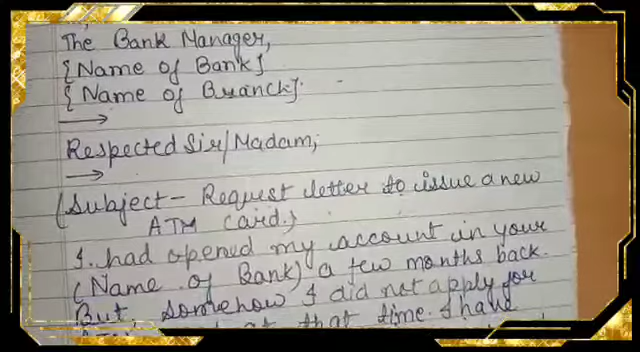 The Bank Manager,
{Name of Bank}
{Name of Branch}.
Respected Sir/Madam;
(Subject - Request letter to issue a new
ATM card.)
I had opened my account in your
(Name of Bank) a few months back.
But, somehow I did not apply for
at that time. I have